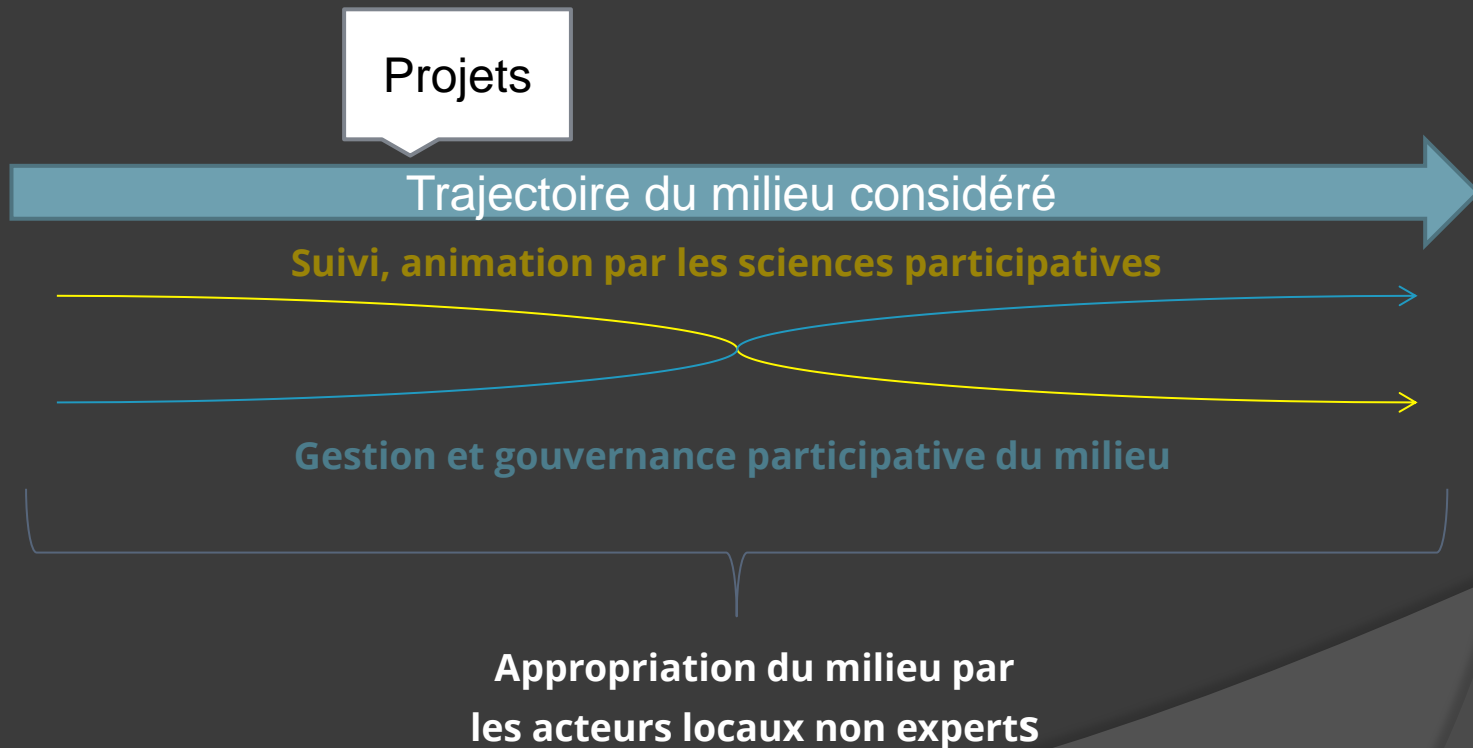 Projets
Trajectoire du milieu considéré
Suivi, animation par les sciences participatives
Gestion et gouvernance participative du milieu
Appropriation du milieu par
les acteurs locaux non experts